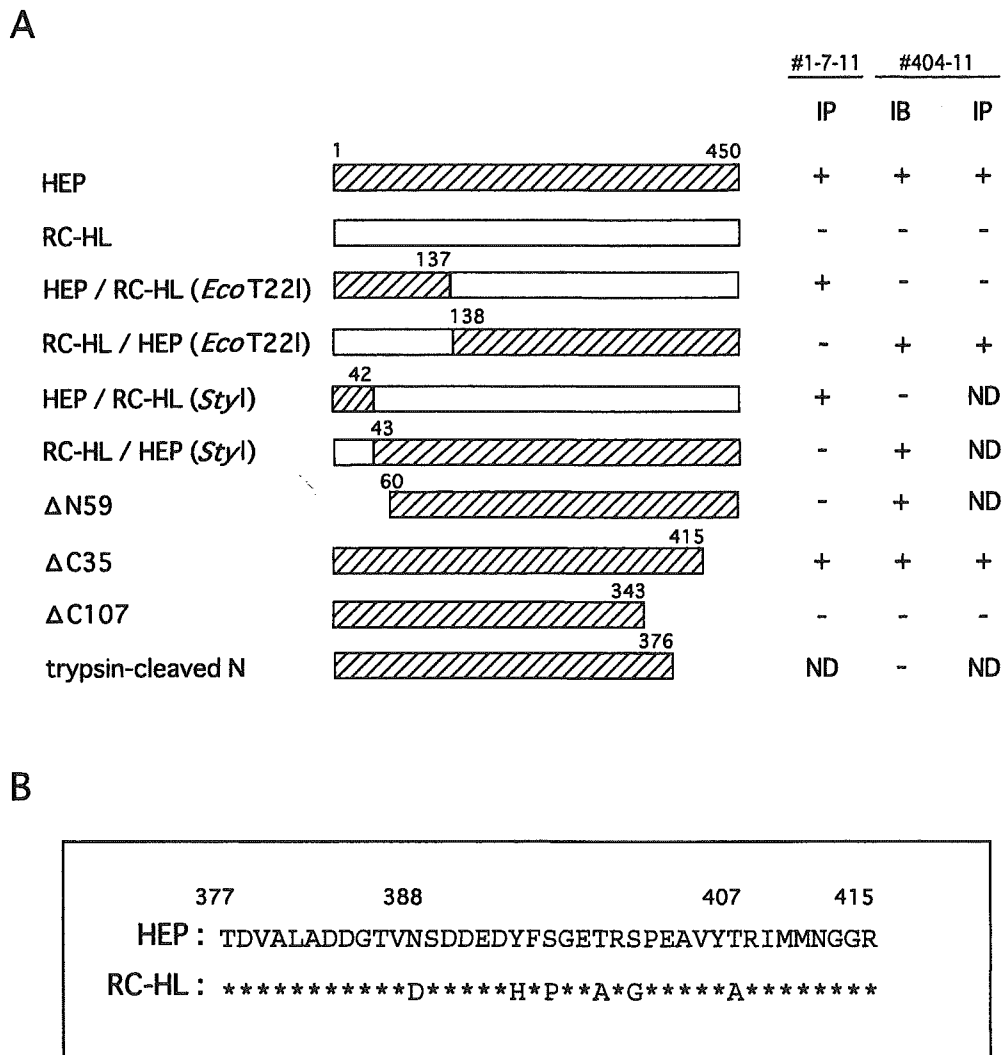 A
#1-7-11 #404-11
IP IB IP
1 450
HEP + + +
RC-HL - - -
137
HEP / RC-HL (EcoT22I) + - -
138
RC-HL / HEP (EcoT22I) - + +
42
HEP / RC-HL (StyI) + - ND
43
RC-HL / HEP (StyI) - + ND
60
ΔN59 - + ND
415
ΔC35 + + +
343
ΔC107 - - -
376
trypsin-cleaved N ND - ND
B
377 388 407 415
HEP : TDVALADDGTVNSDDEDYFSGETRSPEAVYTRIMMNGGR
RC-HL : ***********D*****H*P**A*G*****A********